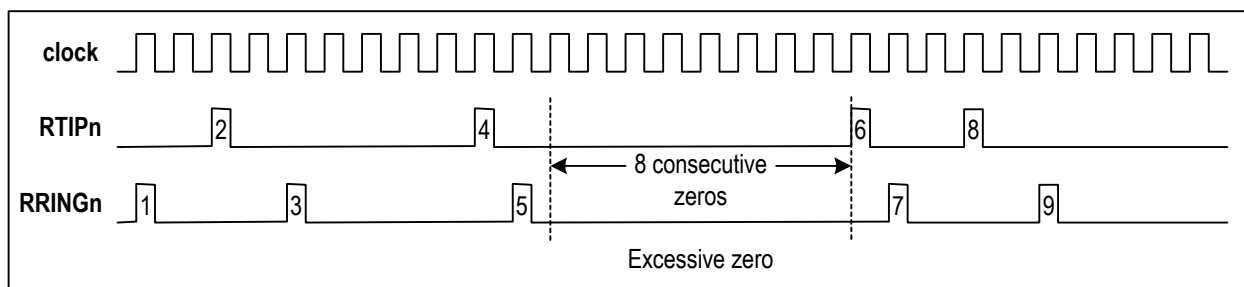 clock
RTIPn 2 4 6 8
8 consecutive
zeros
RRINGn 1 3 5 7 9
Excessive zero